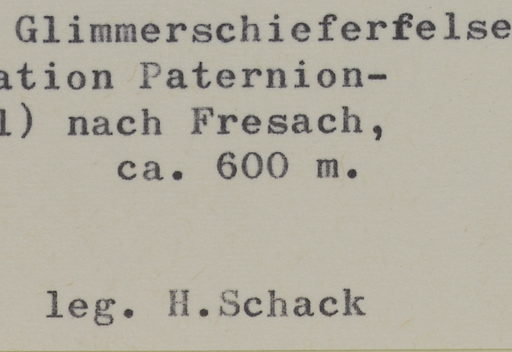 Glimmerschieferfelse
ation Paternion-
l) nach Fresach,
ca. 600 m.
leg. H.Schack